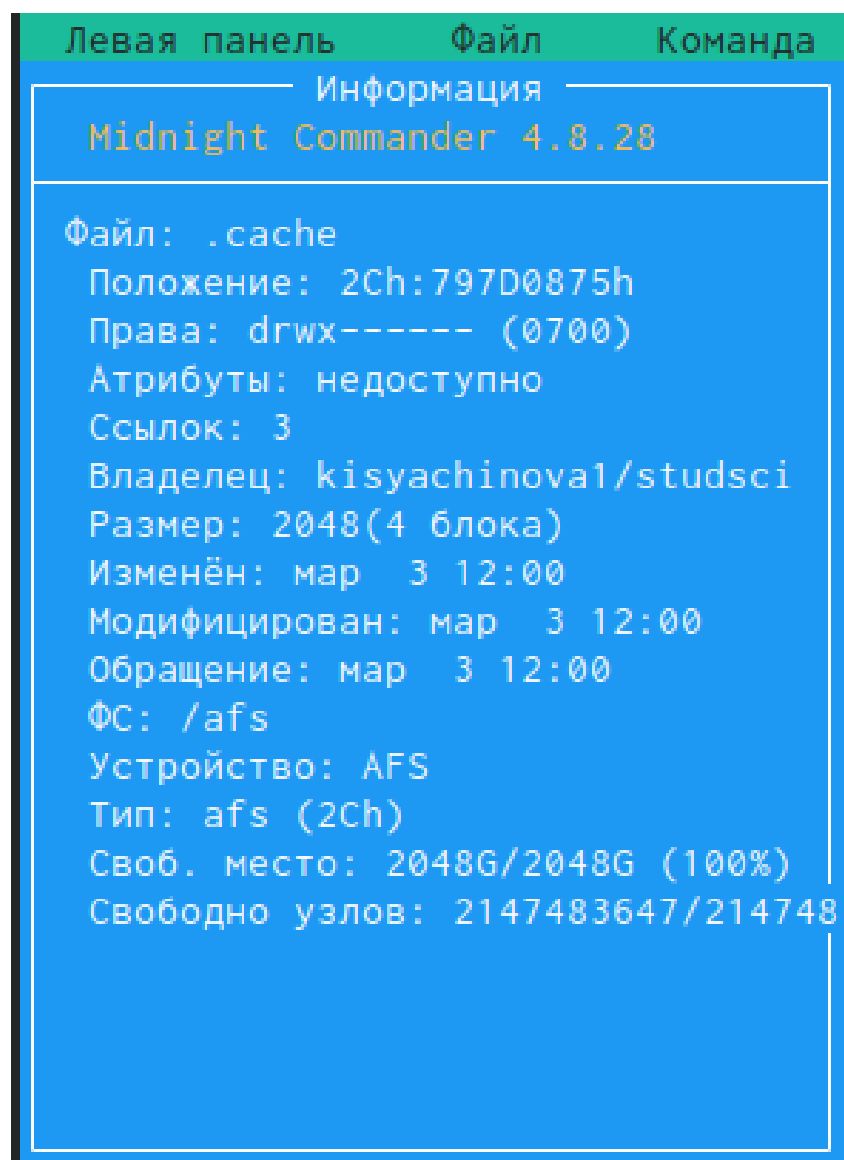 Левая панель Файл Команда
Информация
Midnight Commander 4.8.28
Файл: .cache
Положение: 2Ch:797D0875h
Права: drwx------ (0700)
Атрибуты: недоступно
Ссылок: 3
Владелец: kisyachinova1/studsci
Размер: 2048(4 блока)
Изменён: мар  3 12:00
Модифицирован: мар  3 12:00
Обращение: мар  3 12:00
ФС: /afs
Устройство: AFS
Тип: afs (2Ch)
Своб. место: 2048G/2048G (100%)
Свободно узлов: 2147483647/214748